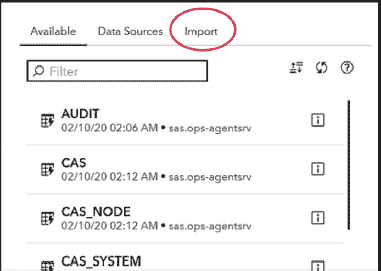 Available Data Sources Import
Filter
AUDIT
02/10/20 02:06 AM • sas.ops-agentsrv
CAS
02/10/20 02:12 AM • sas.ops-agentsrv
CAS_NODE
02/10/20 02:12 AM • sas.ops-agentsrv
CAS_SYSTEM